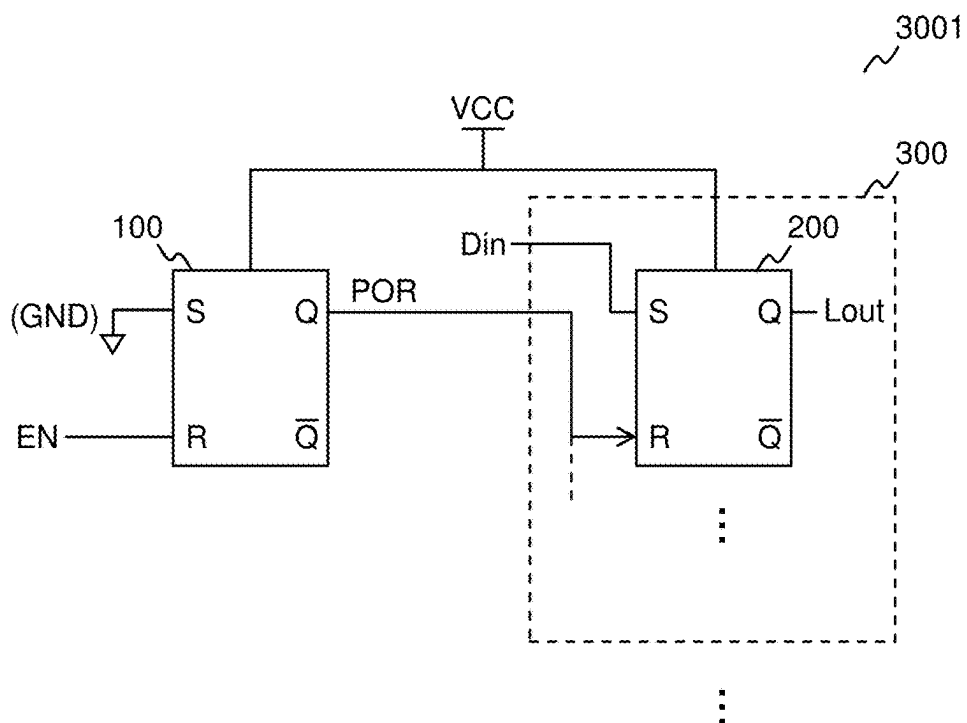 3001
VCC
300
100
200
Din
POR
(GND)
S
Q
S
Q
Lout
EN
R
Q̅
R
Q̅